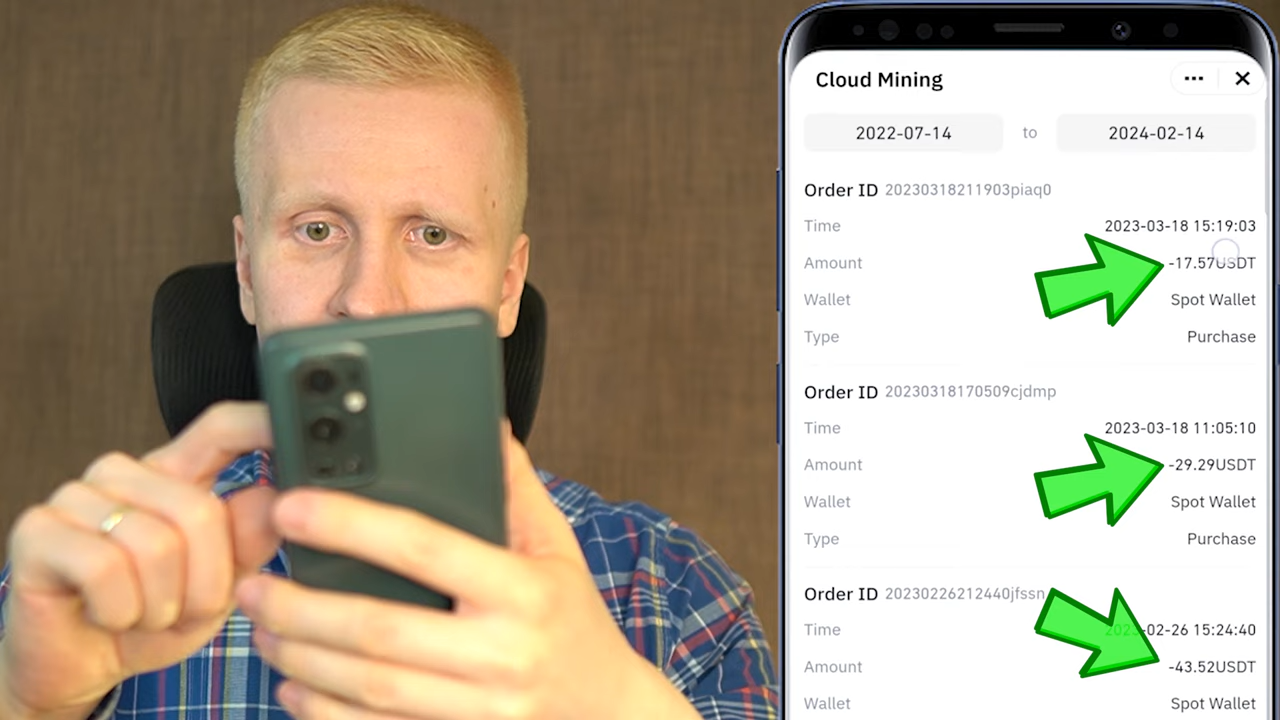 Cloud Mining
2022-07-14 to 2024-02-14
Order ID 20230318211903piaq0
Time 2023-03-18 15:19:03
Amount -17.57USDT
Wallet Spot Wallet
Type Purchase
Order ID 20230318170509cjdmp
Time 2023-03-18 11:05:10
Amount -29.29USDT
Wallet Spot Wallet
Type Purchase
Order ID 20230226212440jfssn
Time 2023-02-26 15:24:40
Amount -43.52USDT
Wallet Spot Wallet